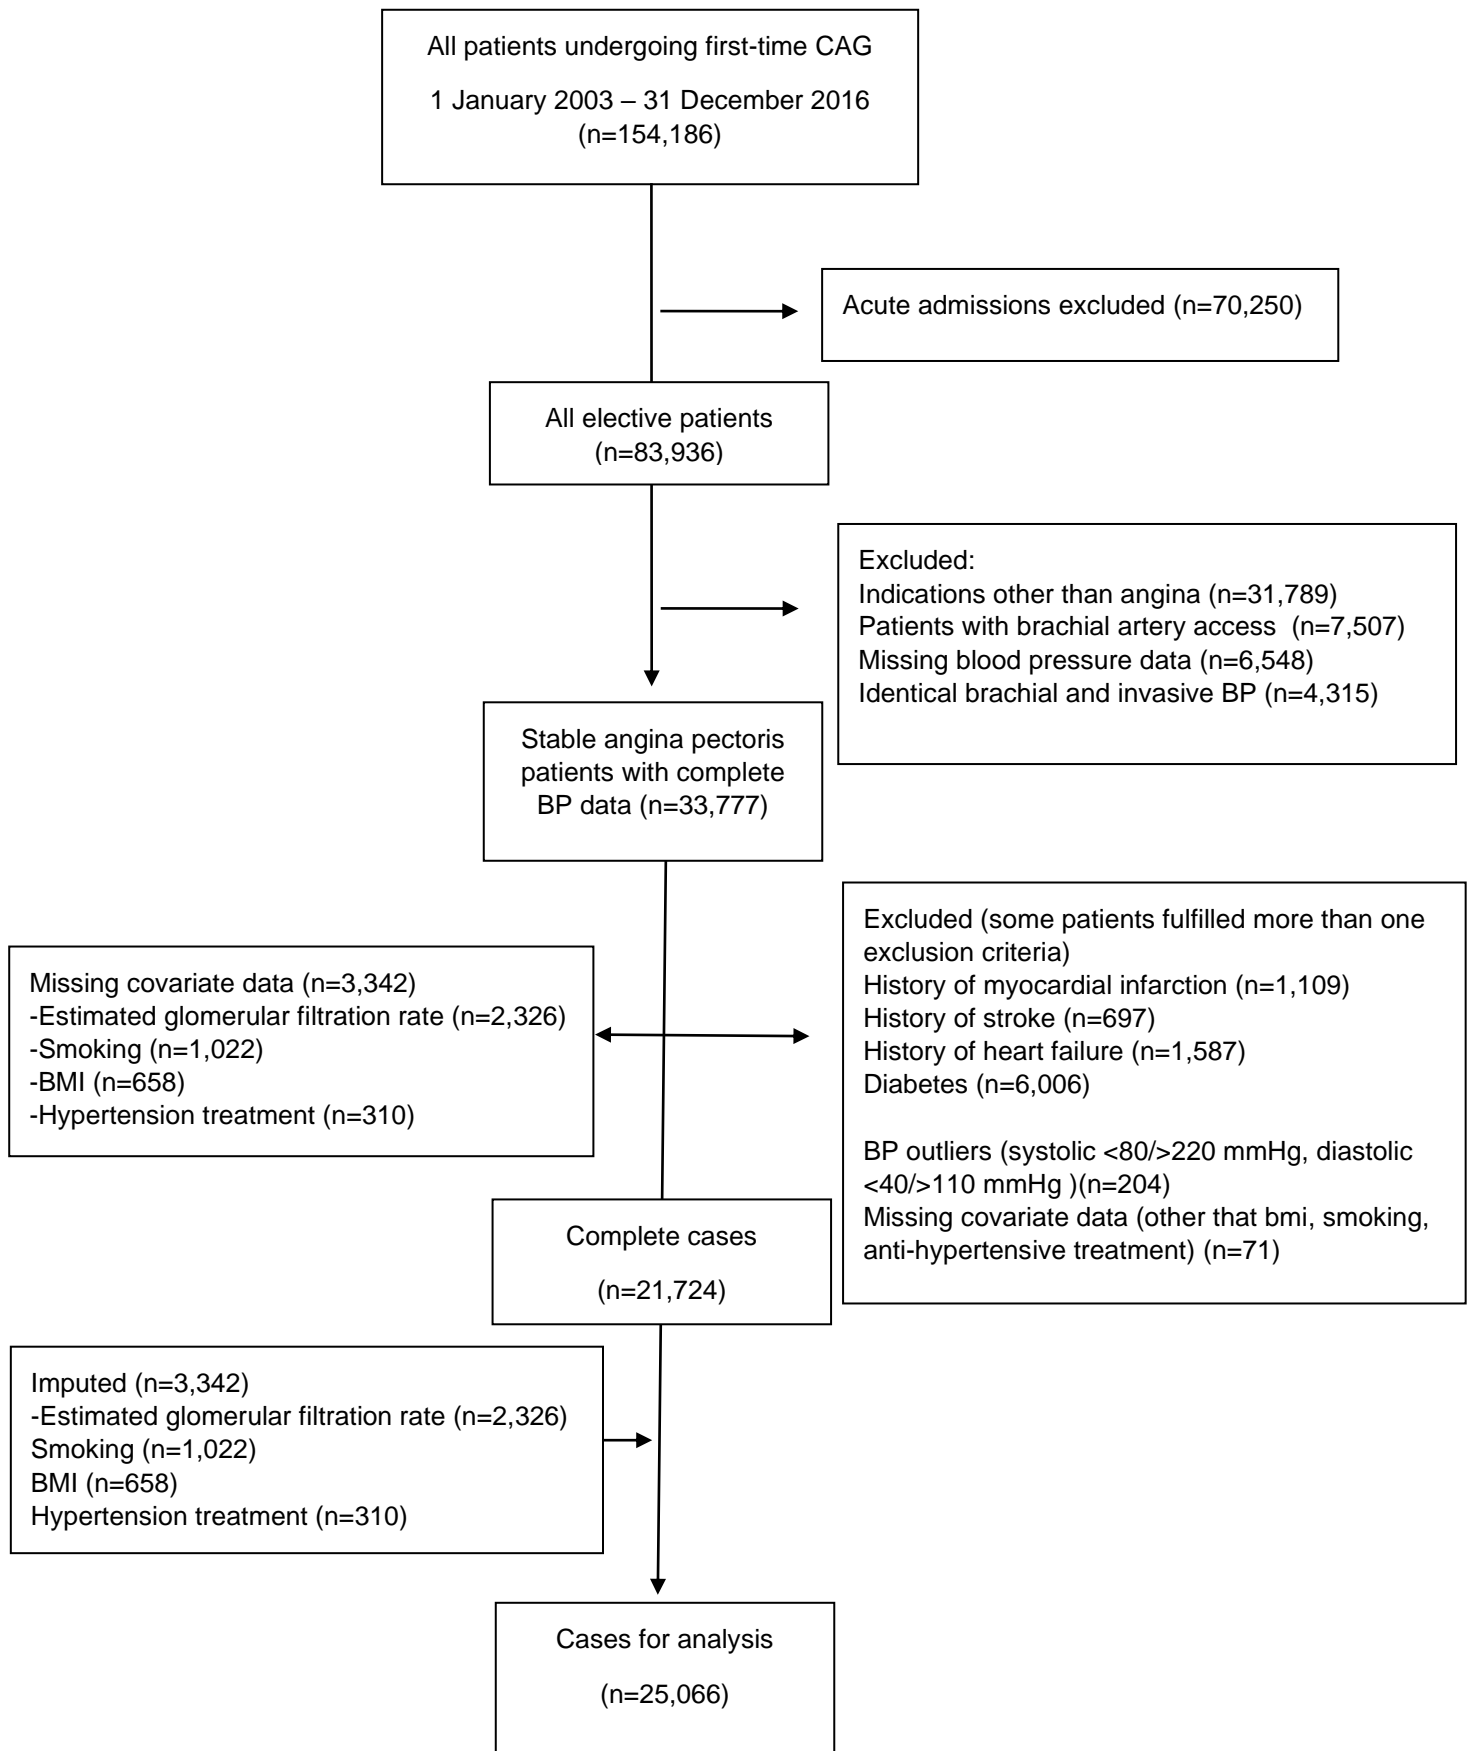 All patients undergoing first-time CAG
1 January 2003 – 31 December 2016
(n=154,186)
Acute admissions excluded (n=70,250)
All elective patients
(n=83,936)
Excluded:
Indications other than angina (n=31,789)
Patients with brachial artery access (n=7,507)
Missing blood pressure data (n=6,548)
Identical brachial and invasive BP (n=4,315)
Stable angina pectoris
patients with complete
BP data (n=33,777)
Excluded (some patients fulfilled more than one
exclusion criteria)
History of myocardial infarction (n=1,109)
History of stroke (n=697)
History of heart failure (n=1,587)
Diabetes (n=6,006)
BP outliers (systolic <80/>220 mmHg, diastolic
<40/>110 mmHg )(n=204)
Missing covariate data (other that bmi, smoking,
anti-hypertensive treatment) (n=71)
Missing covariate data (n=3,342)
-Estimated glomerular filtration rate (n=2,326)
-Smoking (n=1,022)
-BMI (n=658)
-Hypertension treatment (n=310)
Complete cases
(n=21,724)
Imputed (n=3,342)
-Estimated glomerular filtration rate (n=2,326)
Smoking (n=1,022)
BMI (n=658)
Hypertension treatment (n=310)
Cases for analysis
(n=25,066)